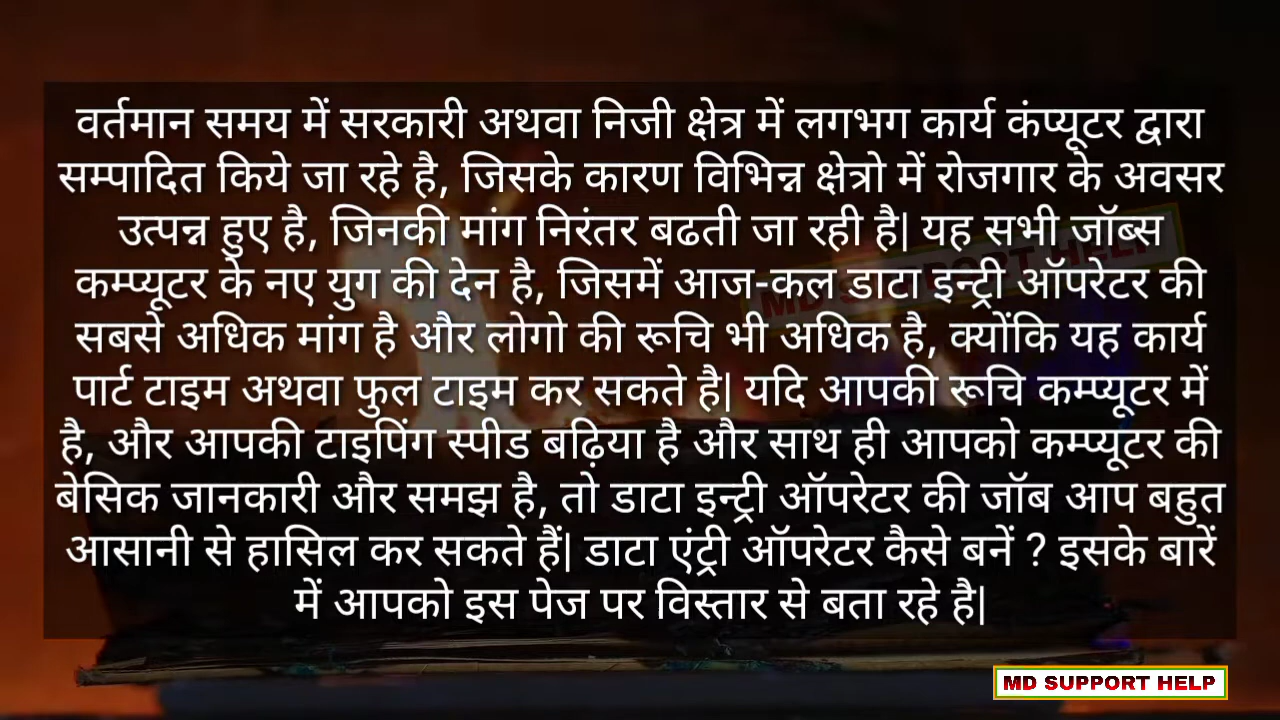 वर्तमान समय में सरकारी अथवा निजी क्षेत्र में लगभग कार्य कंप्यूटर द्वारा
सम्पादित किये जा रहे है, जिसके कारण विभिन्न क्षेत्रो में रोजगार के अवसर
उत्पन्न हुए है, जिनकी मांग निरंतर बढती जा रही है| यह सभी जॉब्स
कम्प्यूटर के नए युग की देन है, जिसमें आज-कल डाटा इन्ट्री ऑपरेटर की
सबसे अधिक मांग है और लोगो की रूचि भी अधिक है, क्योंकि यह कार्य
पार्ट टाइम अथवा फुल टाइम कर सकते है| यदि आपकी रूचि कम्प्यूटर में
है, और आपकी टाइपिंग स्पीड बढ़िया है और साथ ही आपको कम्प्यूटर की
बेसिक जानकारी और समझ है, तो डाटा इन्ट्री ऑपरेटर की जॉब आप बहुत
आसानी से हासिल कर सकते हैं| डाटा एंट्री ऑपरेटर कैसे बनें ? इसके बारें
में आपको इस पेज पर विस्तार से बता रहे है|
MD SUPPORT HELP
MD SUPPORT HELP